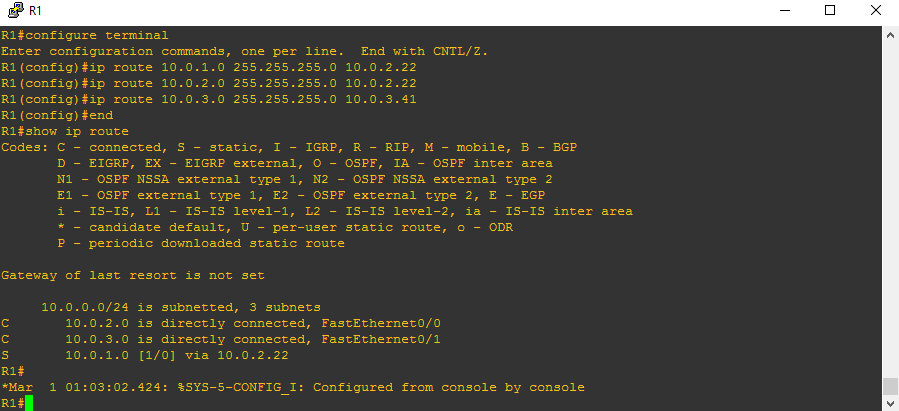 R1
R1#configure terminal
Enter configuration commands, one per line.  End with CNTL/Z.
R1(config)#ip route 10.0.1.0 255.255.255.0 10.0.2.22
R1(config)#ip route 10.0.2.0 255.255.255.0 10.0.2.22
R1(config)#ip route 10.0.3.0 255.255.255.0 10.0.3.41
R1(config)#end
R1#show ip route
Codes: C - connected, S - static, I - IGRP, R - RIP, M - mobile, B - BGP
       D - EIGRP, EX - EIGRP external, O - OSPF, IA - OSPF inter area
       N1 - OSPF NSSA external type 1, N2 - OSPF NSSA external type 2
       E1 - OSPF external type 1, E2 - OSPF external type 2, E - EGP
       i - IS-IS, L1 - IS-IS level-1, L2 - IS-IS level-2, ia - IS-IS inter area
       * - candidate default, U - per-user static route, o - ODR
       P - periodic downloaded static route

Gateway of last resort is not set

     10.0.0.0/24 is subnetted, 3 subnets
C       10.0.2.0 is directly connected, FastEthernet0/0
C       10.0.3.0 is directly connected, FastEthernet0/1
S       10.0.1.0 [1/0] via 10.0.2.22
R1#
*Mar  1 01:03:02.424: %SYS-5-CONFIG_I: Configured from console by console
R1#